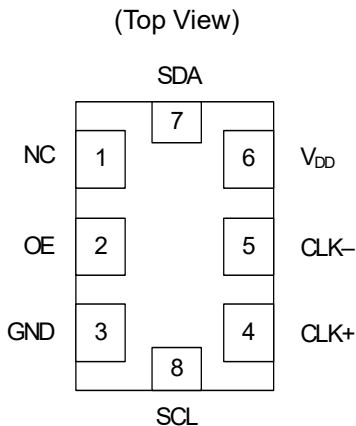 (Top View)
SDA
7
NC 1 6 VDD
OE 2 5 CLK–
GND 3 4 CLK+
8
SCL